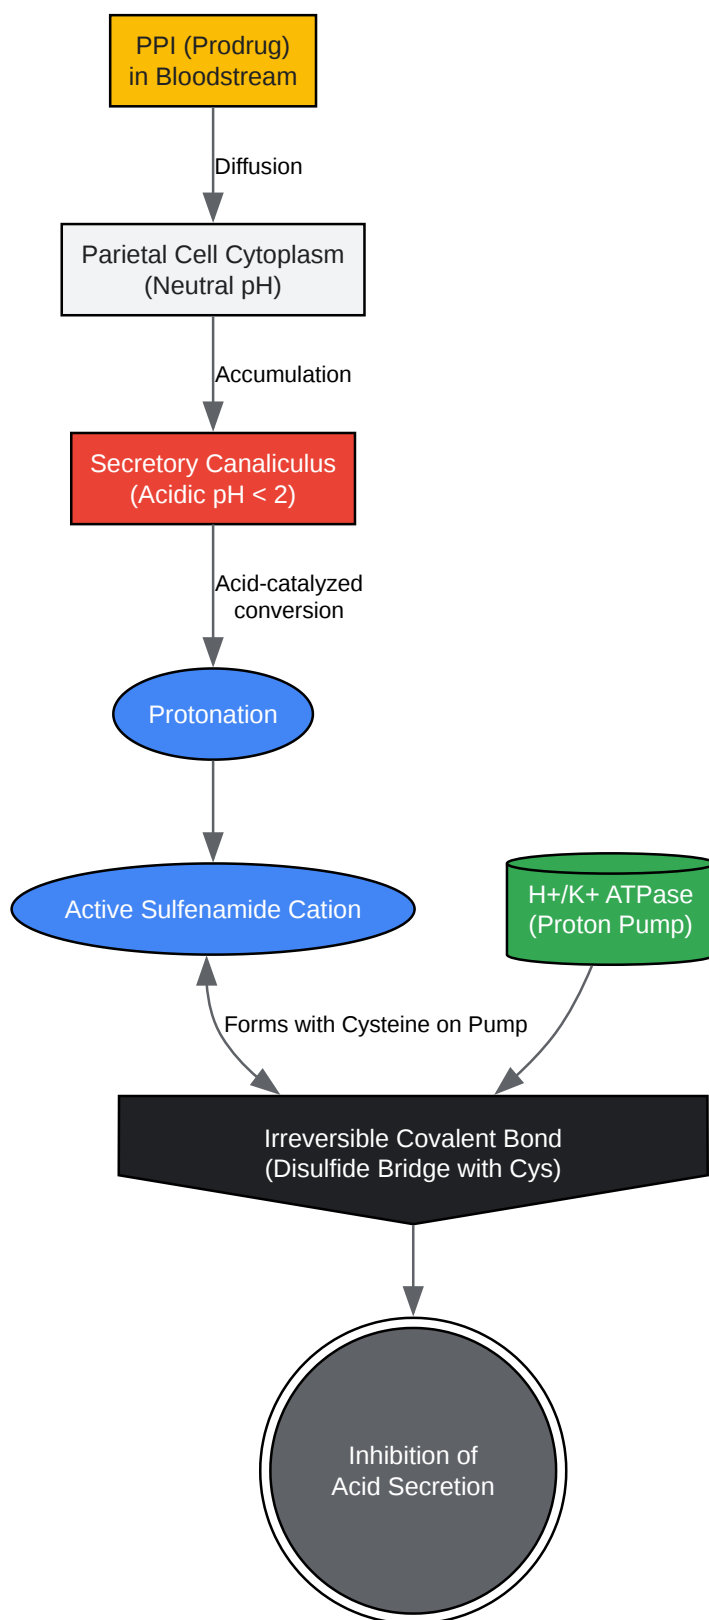 PPI (Prodrug)
in Bloodstream
Diffusion
Parietal Cell Cytoplasm
(Neutral pH)
Accumulation
Secretory Canaliculus
(Acidic pH < 2)
Acid-catalyzed
conversion
Protonation
Active Sulfenamide Cation
H+/K+ ATPase
(Proton Pump)
Forms with Cysteine on Pump
Irreversible Covalent Bond
(Disulfide Bridge with Cys)
Inhibition of
Acid Secretion